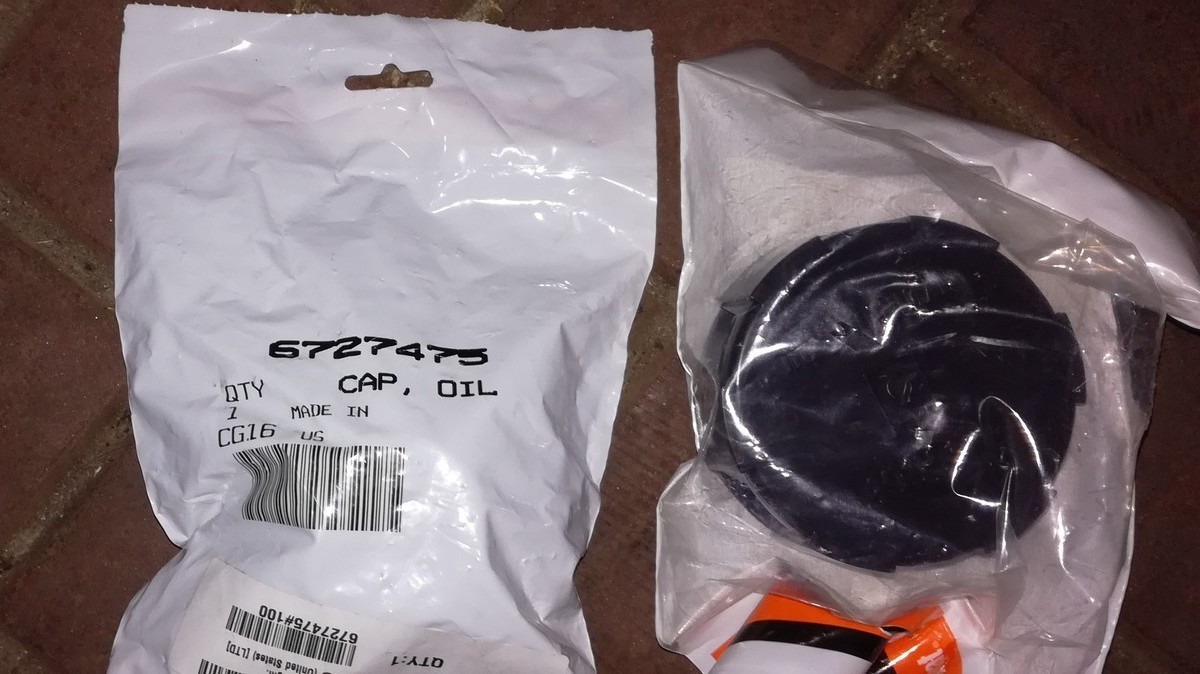 6727475
CAP, OIL
QTY
1
MADE IN
CG16 US
6727475#100
(United States) [LTD]
QTY:1